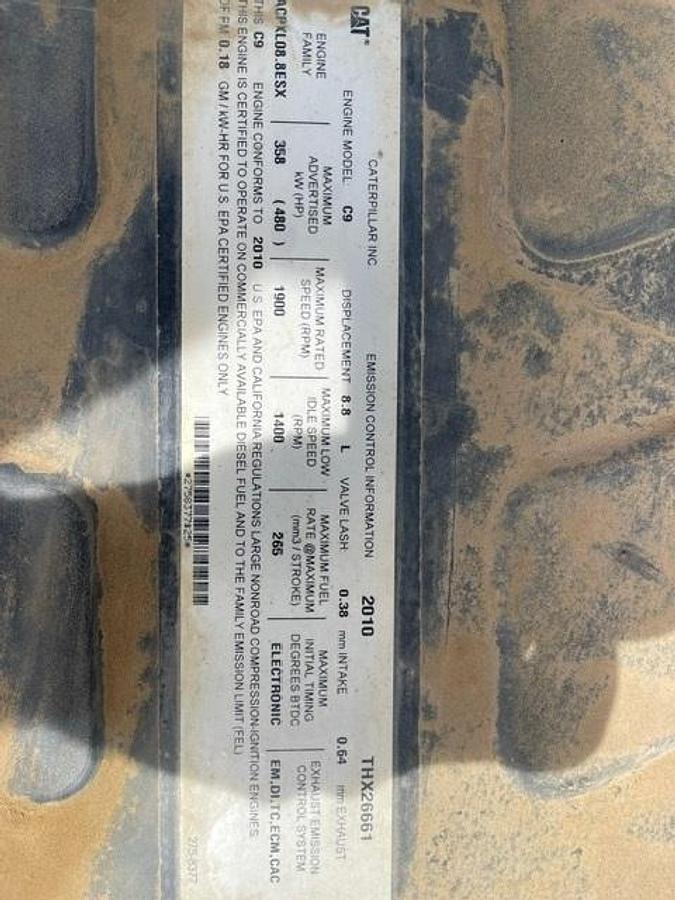 CAT®
CATERPILLAR INC EMISSION CONTROL INFORMATION 2010 THX26661
ENGINE MODEL: C9 DISPLACEMENT 8.8 L VALVE LASH: 0.38 mm INTAKE 0.64 mm EXHAUST
ENGINE FAMILY
MAXIMUM ADVERTISED kW (HP)
MAXIMUM RATED SPEED (RPM)
MAXIMUM LOW IDLE SPEED (RPM)
MAXIMUM FUEL RATE @MAXIMUM (mm3 / STROKE)
MAXIMUM INITIAL TIMING DEGREES BTDC
EXHAUST EMISSION CONTROL SYSTEM
ACPXL08.8ESX 358 ( 480 ) 1900 1400 265 ELECTRONIC EM,DI,TC,ECM,CAC
THIS C9 ENGINE CONFORMS TO 2010 U.S. EPA AND CALIFORNIA REGULATIONS LARGE NONROAD COMPRESSION-IGNITION ENGINES.
THIS ENGINE IS CERTIFIED TO OPERATE ON COMMERCIALLY AVAILABLE DIESEL FUEL AND TO THE FAMILY EMISSION LIMIT (FEL)
OF PM 0.18 GM / kW-HR FOR U.S. EPA CERTIFIED ENGINES ONLY
275-8377